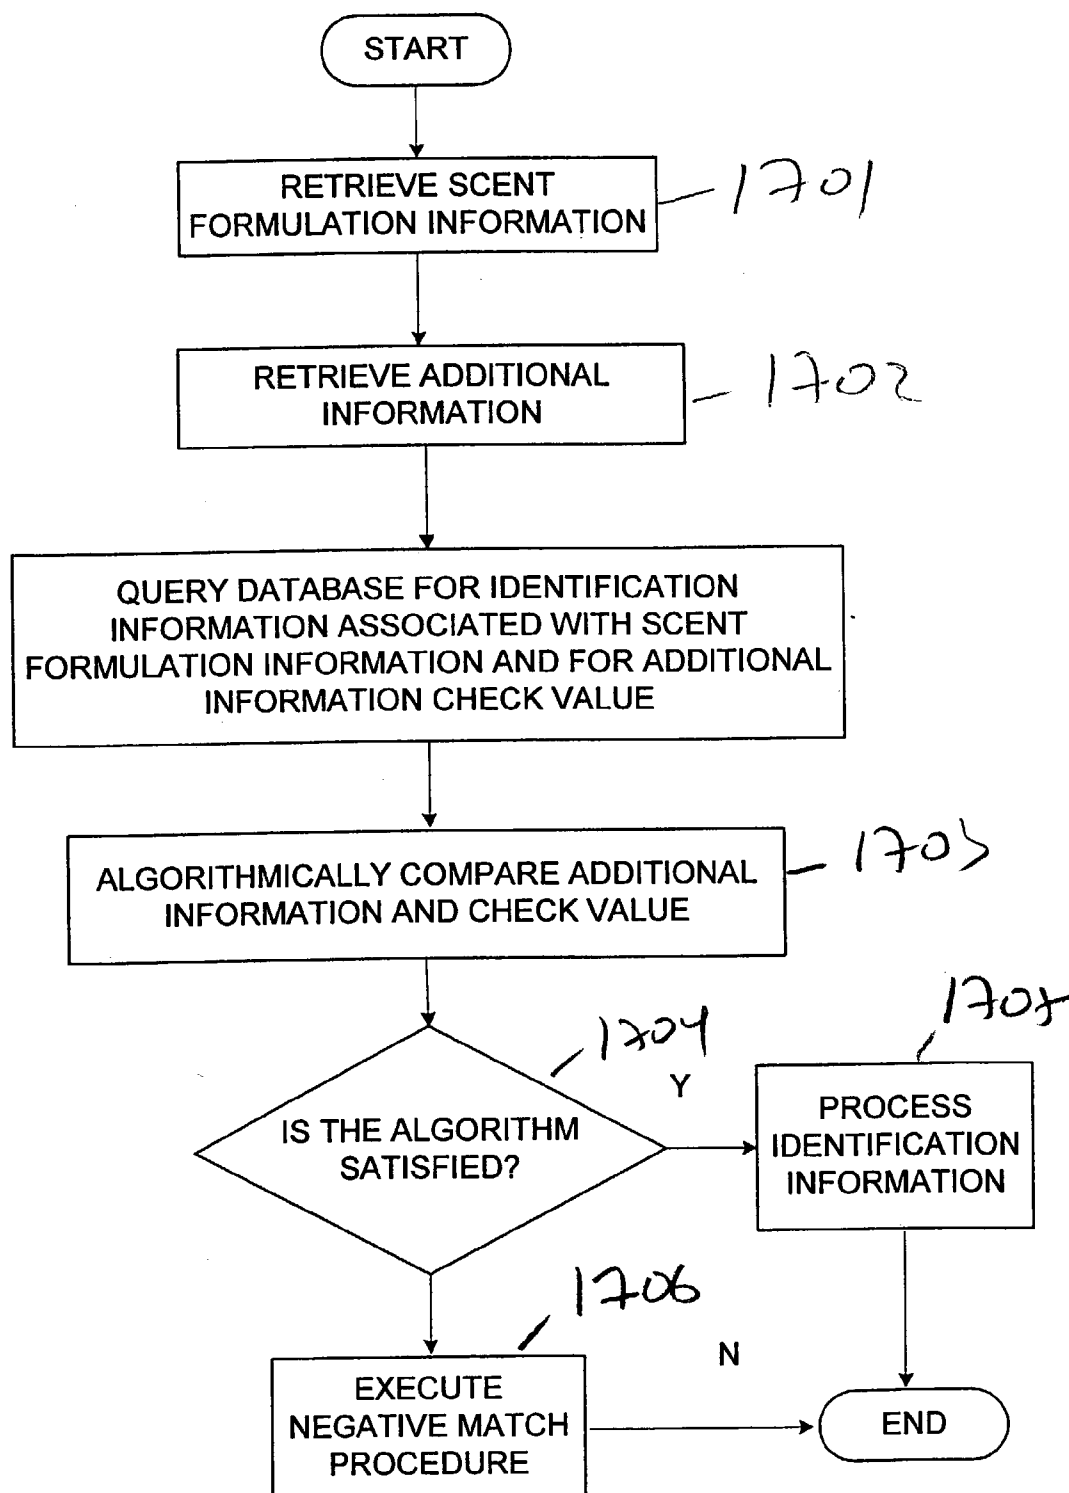 START
RETRIEVE SCENT
FORMULATION INFORMATION
1701
RETRIEVE ADDITIONAL
INFORMATION
1702
QUERY DATABASE FOR IDENTIFICATION
INFORMATION ASSOCIATED WITH SCENT
FORMULATION INFORMATION AND FOR ADDITIONAL
INFORMATION CHECK VALUE
ALGORITHMICALLY COMPARE ADDITIONAL
INFORMATION AND CHECK VALUE
1703
IS THE ALGORITHM
SATISFIED?
1704
Y
1705
PROCESS
IDENTIFICATION
INFORMATION
1706
N
EXECUTE
NEGATIVE MATCH
PROCEDURE
END